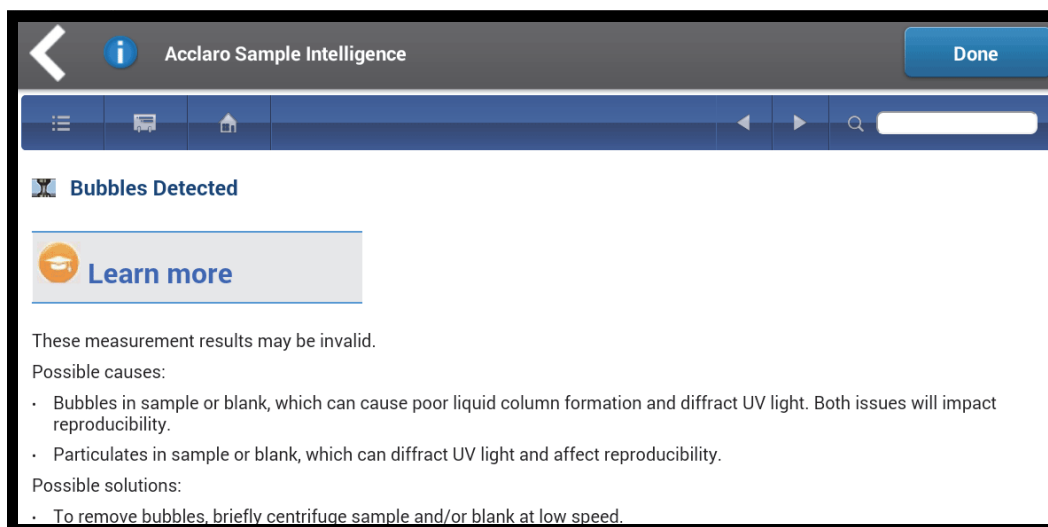 Acclaro Sample Intelligence
Done
Bubbles Detected
Learn more
These measurement results may be invalid.
Possible causes:
· Bubbles in sample or blank, which can cause poor liquid column formation and diffract UV light. Both issues will impact
reproducibility.
· Particulates in sample or blank, which can diffract UV light and affect reproducibility.
Possible solutions:
· To remove bubbles, briefly centrifuge sample and/or blank at low speed.